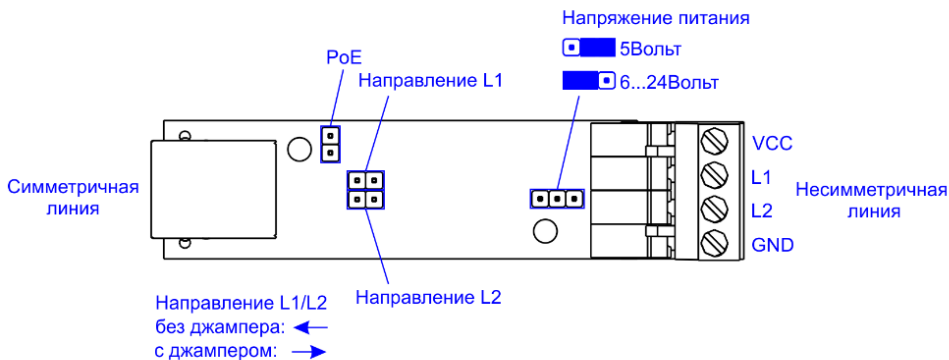 Напряжение питания
5Вольт
6...24Вольт
PoE
Направление L1
VCC
L1
L2
GND
Симметричная
линия
Несимметричная
линия
Направление L2
Направление L1/L2
без джампера:
с джампером: